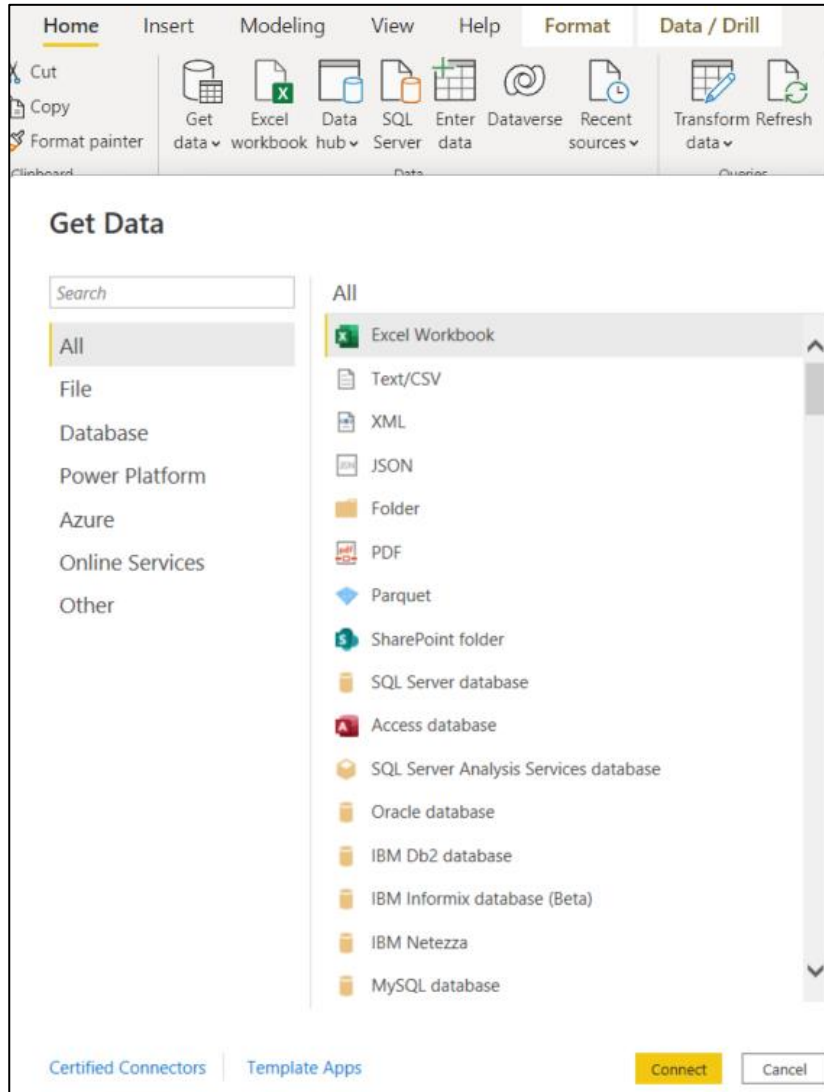 Home Insert Modeling View Help Format Data / Drill
Cut
Copy
Format painter
Get data
Excel workbook
Data hub
SQL Server
Enter data
Dataverse
Recent sources
Transform data
Refresh
Clipboard Data Queries
Get Data
Search
All
File
Database
Power Platform
Azure
Online Services
Other
All
Excel Workbook
Text/CSV
XML
JSON
Folder
PDF
Parquet
SharePoint folder
SQL Server database
Access database
SQL Server Analysis Services database
Oracle database
IBM Db2 database
IBM Informix database (Beta)
IBM Netezza
MySQL database
Certified Connectors Template Apps Connect Cancel